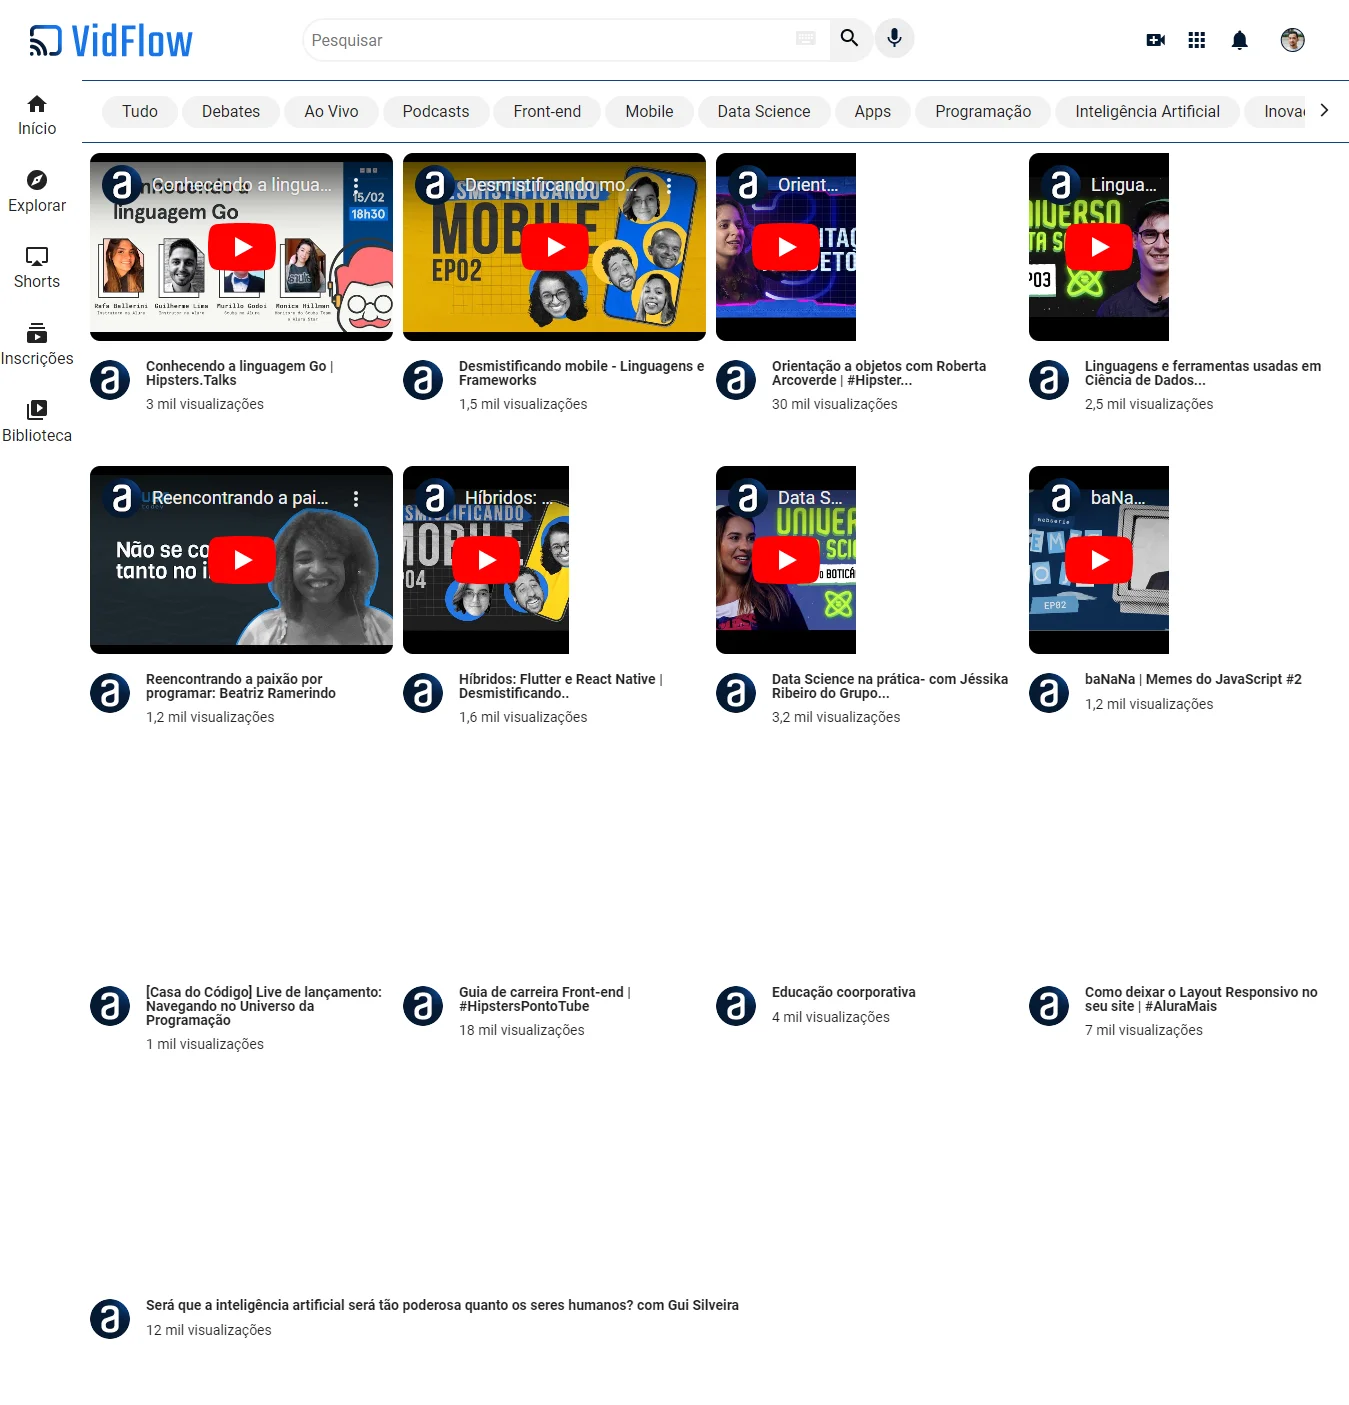 VidFlow
Pesquisar
Início
Explorar
Shorts
Inscrições
Biblioteca
Tudo
Debates
Ao Vivo
Podcasts
Front-end
Mobile
Data Science
Apps
Programação
Inteligência Artificial
Conhecendo a lingua...
linguagem Go
15/02
18h30
Rafa Ballerini
Guilherme Lima
Murillo Godoi
Monica Hillman
Desmistificando mo...
DESMISTIFICANDO
MOBILE
EP02
Orient...
Lingua...
EP03
Conhecendo a linguagem Go |
Hipsters.Talks
3 mil visualizações
Desmistificando mobile - Linguagens e
Frameworks
1,5 mil visualizações
Orientação a objetos com Roberta
Arcoverde | #Hipster...
30 mil visualizações
Linguagens e ferramentas usadas em
Ciência de Dados...
2,5 mil visualizações
Reencontrando a pai...
Não se co
tanto no i
Híbridos: ...
Data S...
UNIVER
SCI
O BOTICÁ
baNa...
webserie
EP02
Reencontrando a paixão por
programar: Beatriz Ramerindo
1,2 mil visualizações
Híbridos: Flutter e React Native |
Desmistificando..
1,6 mil visualizações
Data Science na prática- com Jéssika
Ribeiro do Grupo...
3,2 mil visualizações
baNaNa | Memes do JavaScript #2
1,2 mil visualizações
[Casa do Código] Live de lançamento:
Navegando no Universo da
Programação
1 mil visualizações
Guia de carreira Front-end |
#HipstersPontoTube
18 mil visualizações
Educação coorporativa
4 mil visualizações
Como deixar o Layout Responsivo no
seu site | #AluraMais
7 mil visualizações
Será que a inteligência artificial será tão poderosa quanto os seres humanos? com Gui Silveira
12 mil visualizações